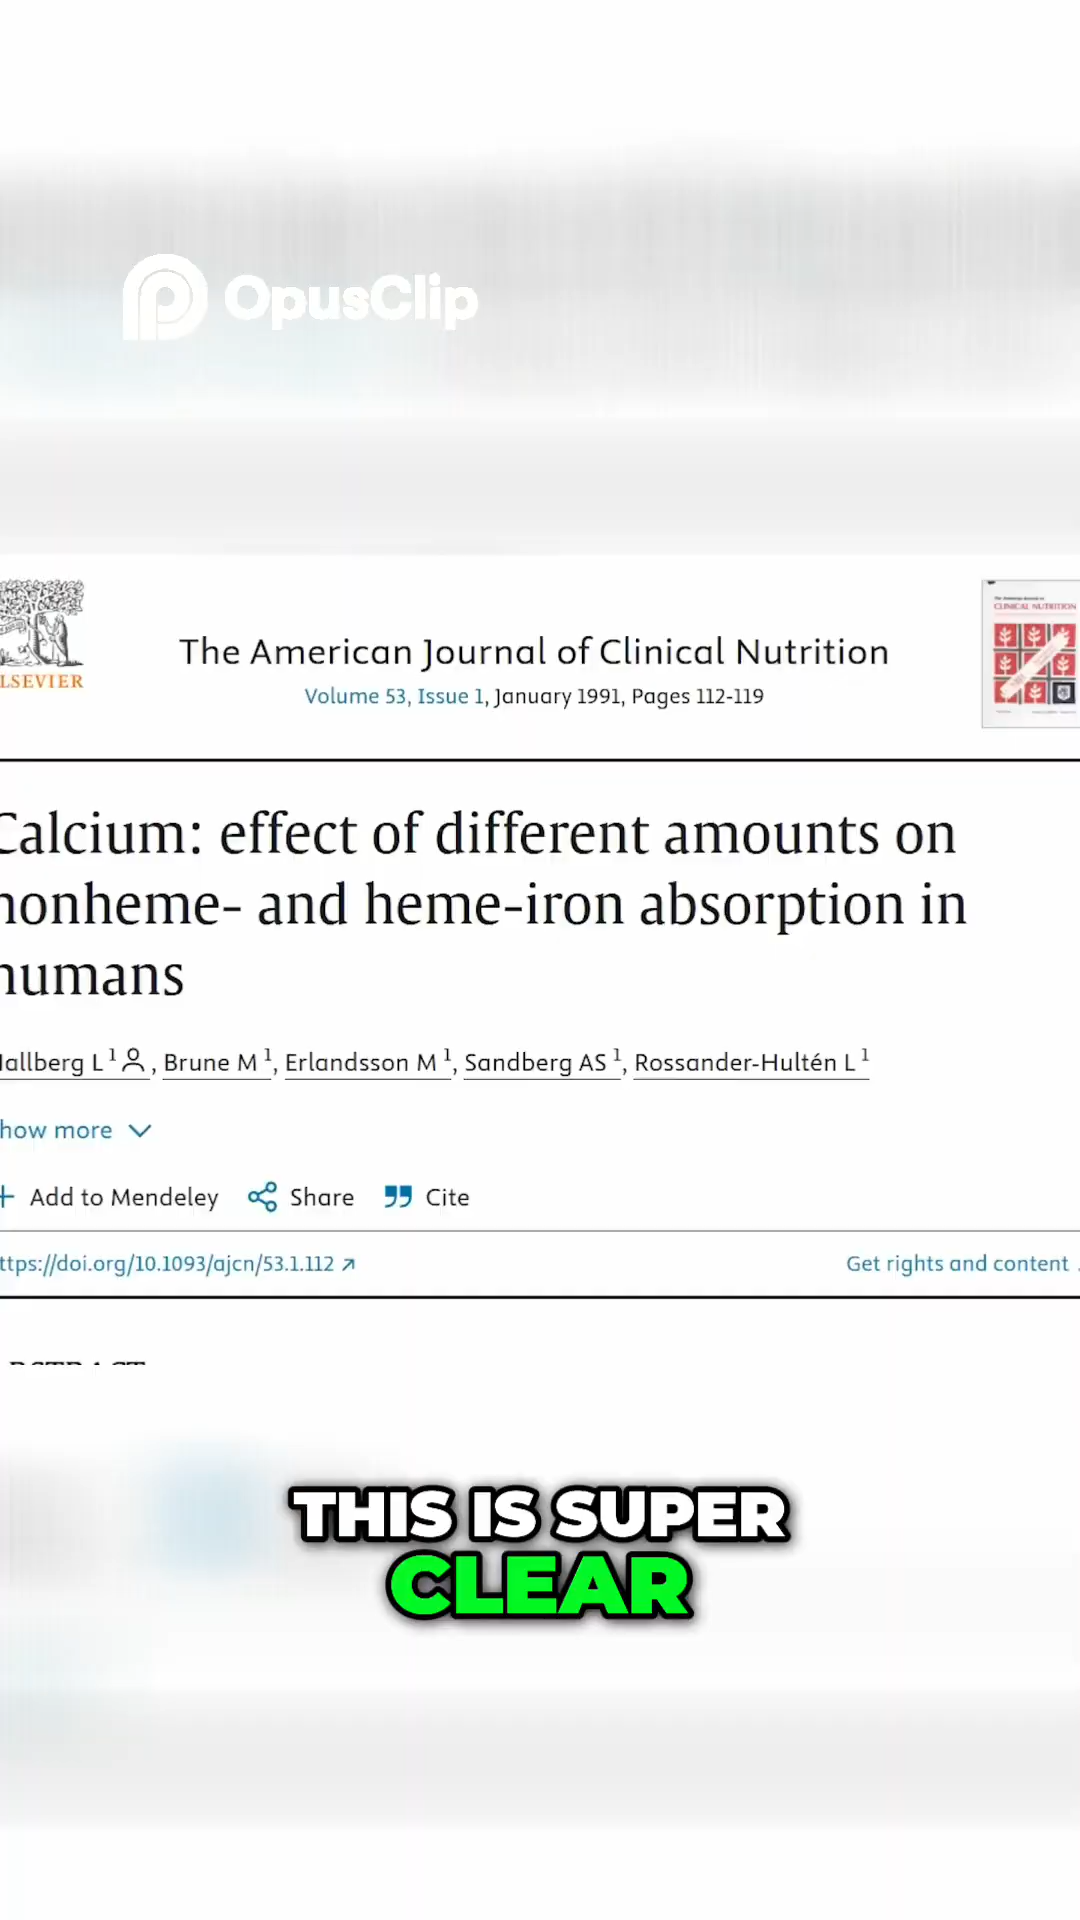 OpusClip
LSEVIER
The American Journal of Clinical Nutrition
Volume 53, Issue 1, January 1991, Pages 112-119
CLINICAL NUTRITION
Calcium: effect of different amounts on
nonheme- and heme-iron absorption in
humans
Hallberg L 1, Brune M 1, Erlandsson M 1, Sandberg AS 1, Rossander-Hultén L 1
how more
Add to Mendeley Share Cite
ttps://doi.org/10.1093/ajcn/53.1.112 Get rights and content
THIS IS SUPER
CLEAR